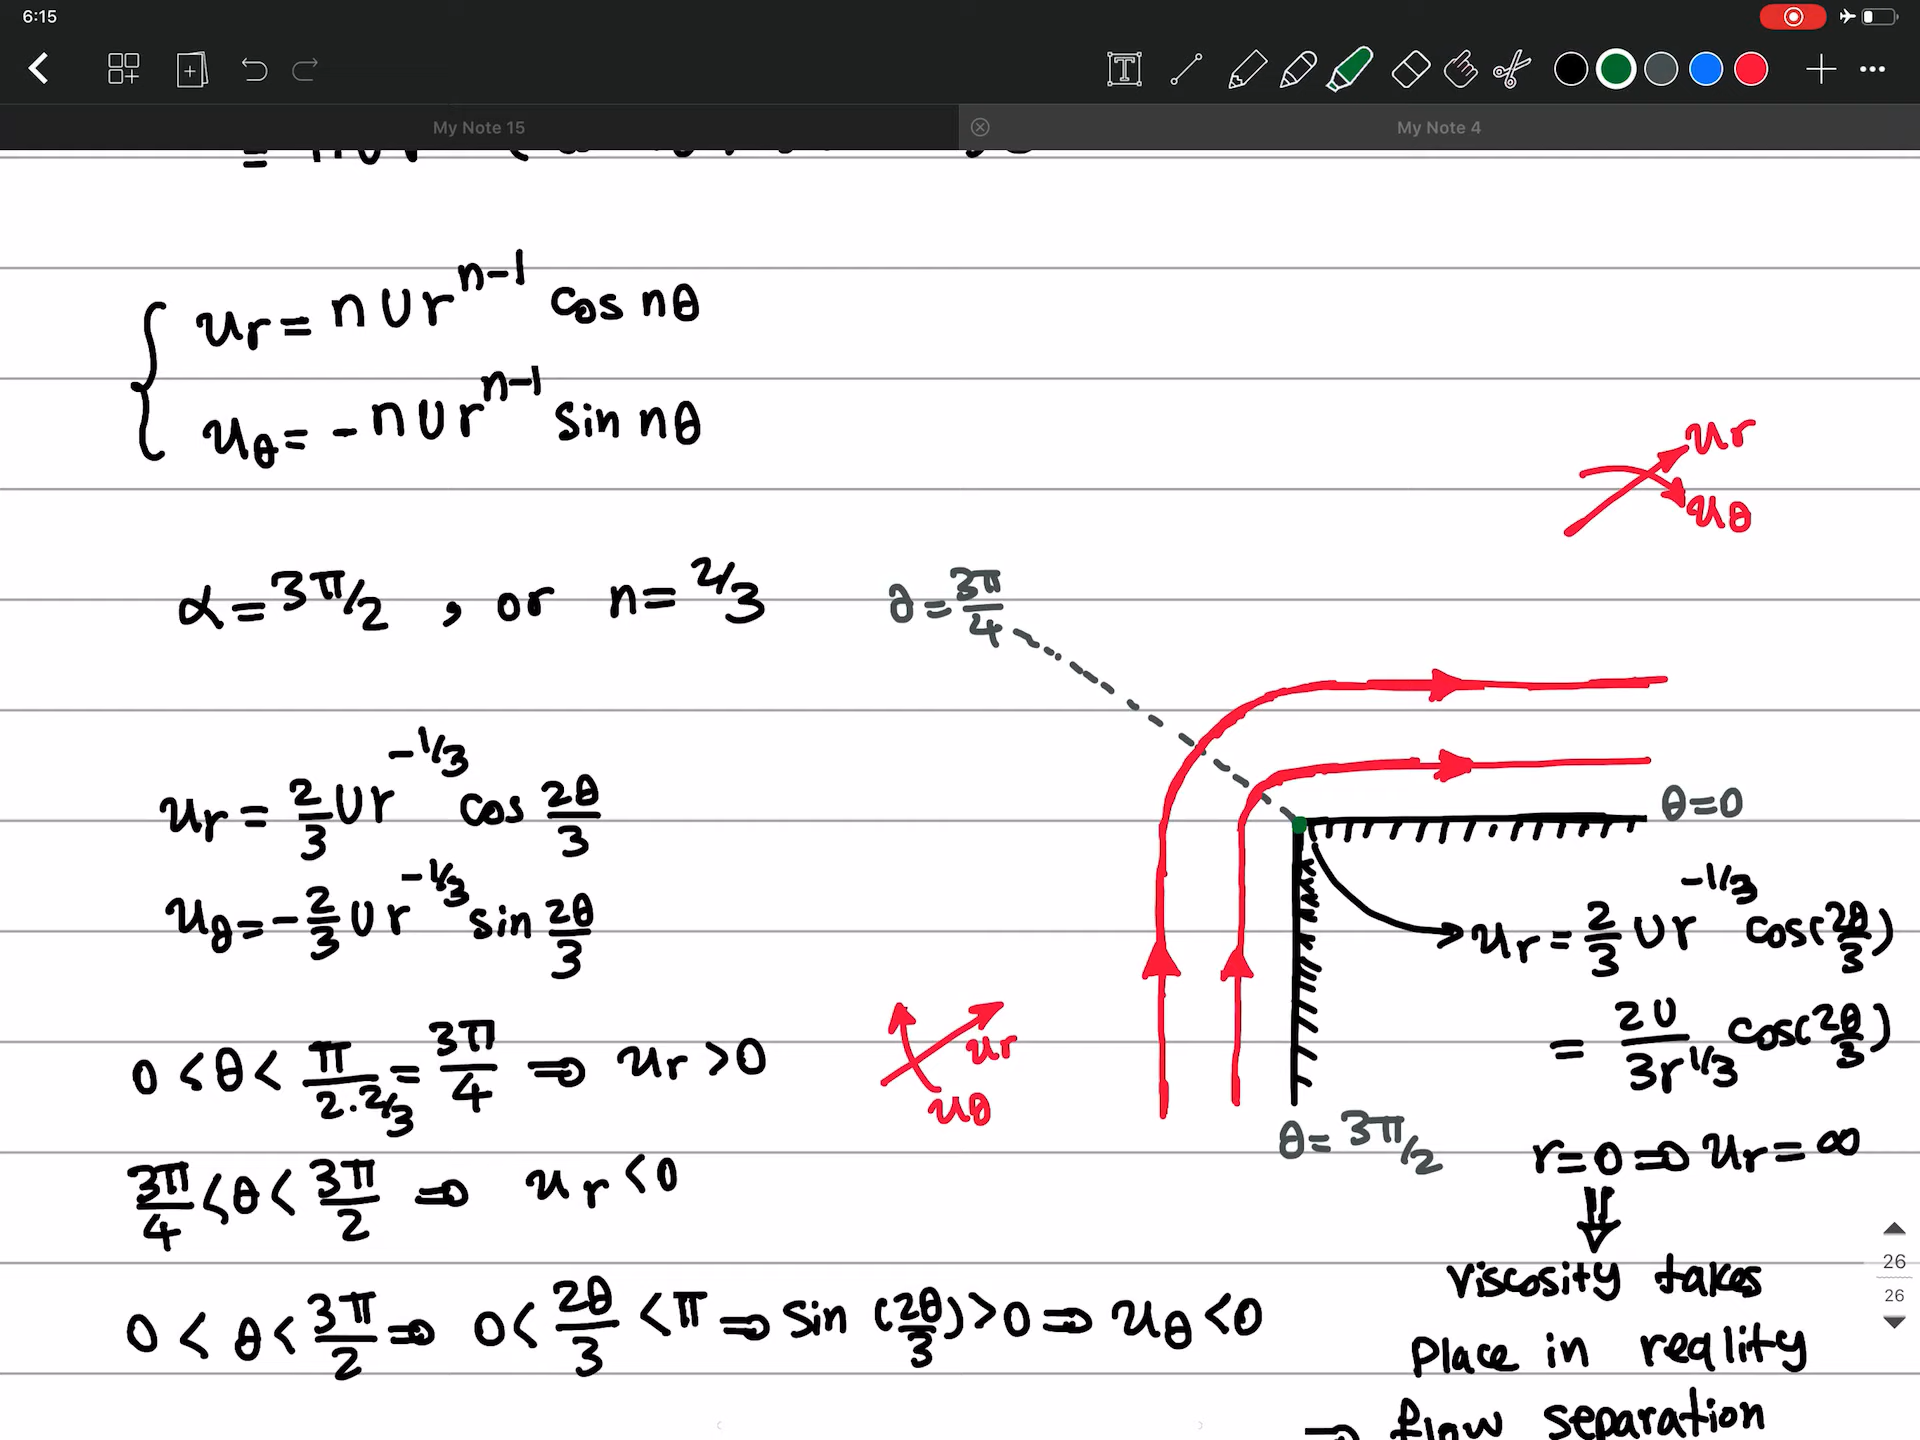 6:15
T
My Note 15
My Note 4
u_r = n U r^{n-1} cos nθ
u_θ = -n U r^{n-1} sin nθ
u_r
u_θ
α = 3π/2 , or n = 2/3
θ = 3π/4
u_r = 2/3 U r^{-1/3} cos 2θ/3
θ=0
u_θ = -2/3 U r^{-1/3} sin 2θ/3
u_r = 2/3 U r^{-1/3} cos(2θ/3)
= 2U/3r^{1/3} cos(2θ/3)
0 < θ < π/2·2/3 = 3π/4 ⇒ u_r > 0
u_r
u_θ
θ = 3π/2
r=0 ⇒ u_r = ∞
⇓
3π/4 < θ < 3π/2 ⇒ u_r < 0
viscosity takes
place in reality
0 < θ < 3π/2 ⇒ 0 < 2θ/3 < π ⇒ sin (2θ/3) > 0 ⇒ u_θ < 0
⇒ flow separation
26
26